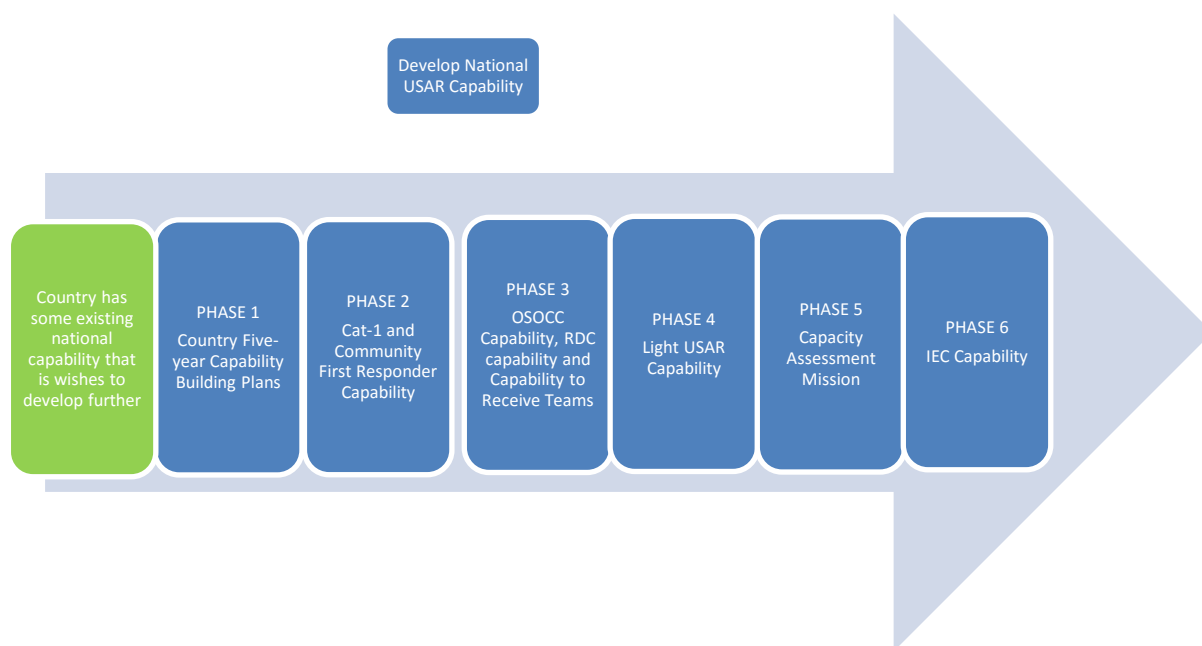 Develop National
USAR Capability
Country has
some existing
national
capability that
is wishes to
develop further
PHASE 1
Country Five-
year Capability
Building Plans
PHASE 2
Cat-1 and
Community
First Responder
Capability
PHASE 3
OSOCC
Capability, RDC
capability and
Capability to
Receive Teams
PHASE 4
Light USAR
Capability
PHASE 5
Capacity
Assessment
Mission
PHASE 6
IEC Capability